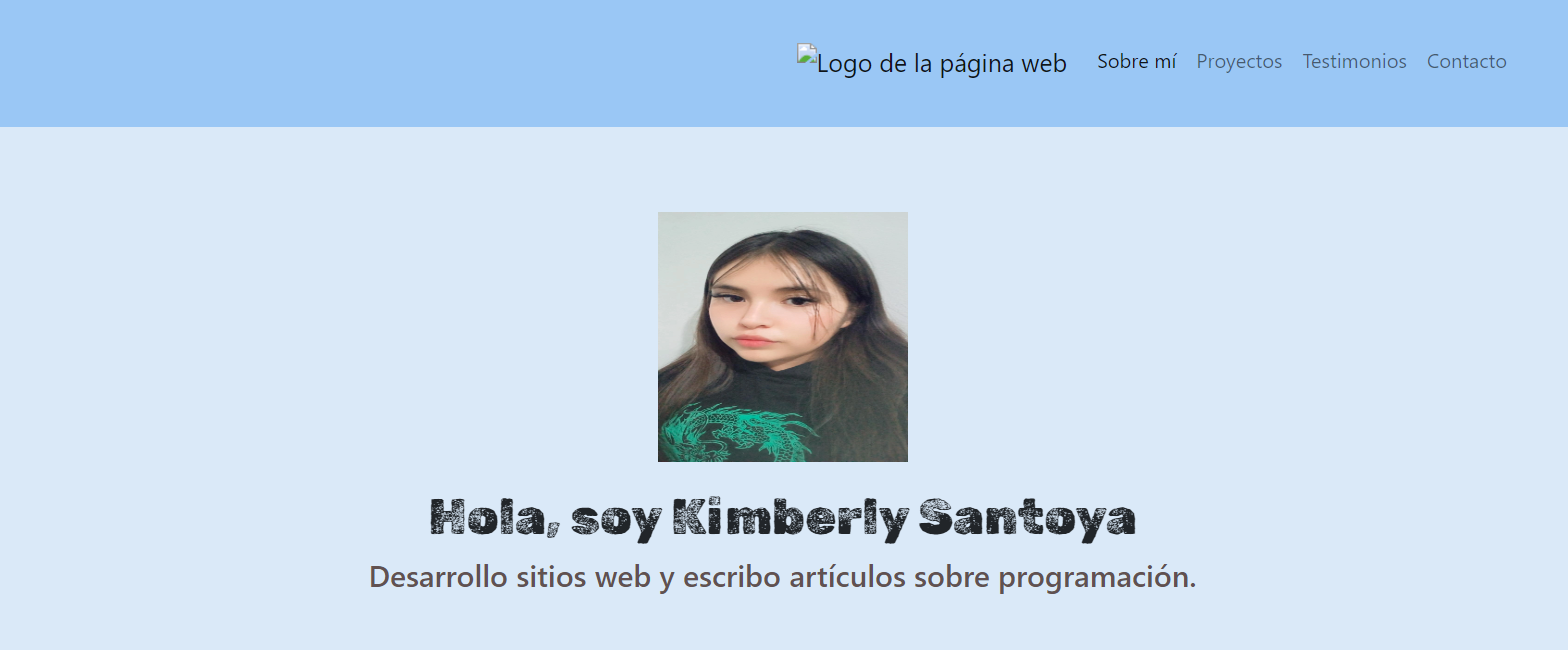 Logo de la página web Sobre mí Proyectos Testimonios Contacto
Hola, soy Kimberly Santoya
Desarrollo sitios web y escribo artículos sobre programación.